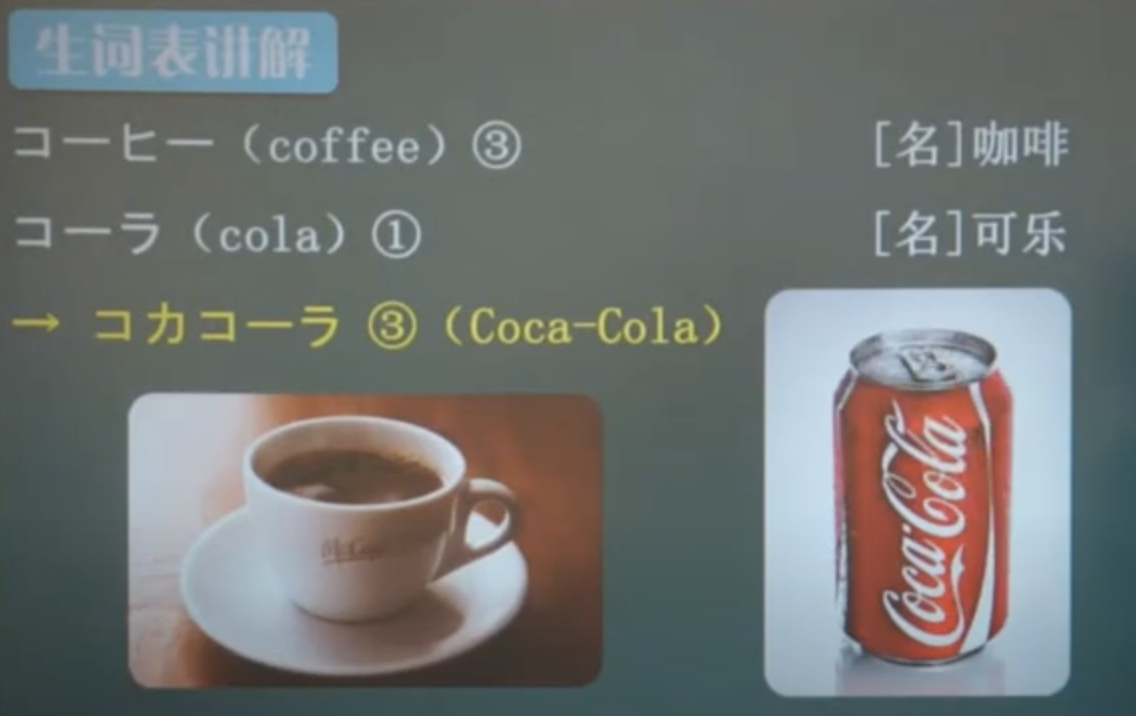 生词表讲解
コーヒー（coffee）③ [名]咖啡
コーラ（cola）① [名]可乐
→ コカコーラ ③（Coca-Cola）
McCafé
Coca-Cola